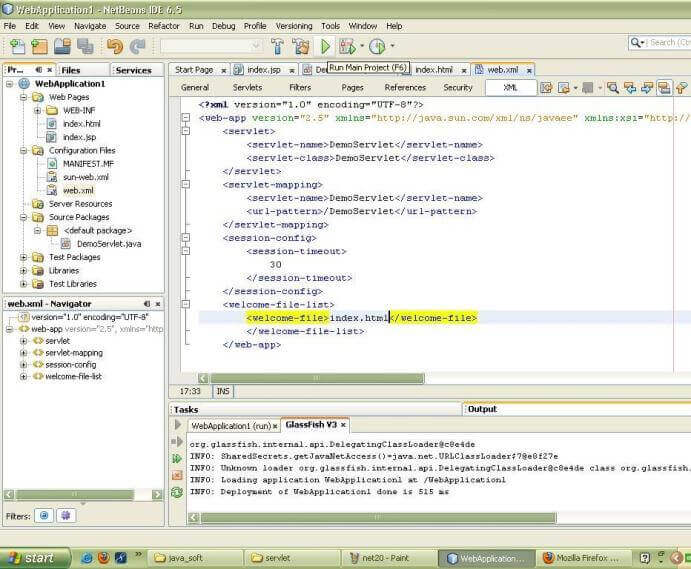 WebApplication1 - NetBeans IDE 6.5
File Edit View Navigate Source Refactor Run Debug Profile Versioning Tools Window Help
Search (Ctrl
Run Main Project (F6)
Pr... Files Services
Start Page index.jsp De index.html web.xml
General Servlets Filters Pages References Security XML
WebApplication1
Web Pages
WEB-INF
index.html
index.jsp
Configuration Files
MANIFEST.MF
sun-web.xml
web.xml
Server Resources
Source Packages
<default package>
DemoServlet.java
Test Packages
Libraries
Test Libraries
<?xml version="1.0" encoding="UTF-8"?>
<web-app version="2.5" xmlns="http://java.sun.com/xml/ns/javaee" xmlns:xsi="http://
<servlet>
<servlet-name>DemoServlet</servlet-name>
<servlet-class>DemoServlet</servlet-class>
</servlet>
<servlet-mapping>
<servlet-name>DemoServlet</servlet-name>
<url-pattern>/DemoServlet</url-pattern>
</servlet-mapping>
<session-config>
<session-timeout>
30
</session-timeout>
</session-config>
<welcome-file-list>
<welcome-file>index.html</welcome-file>
</welcome-file-list>
</web-app>
17:33 INS
web.xml - Navigator
version="1.0" encoding="UTF-8"
web-app version="2.5", xmlns="http
servlet
servlet-mapping
session-config
welcome-file-list
Filters:
Tasks Output
WebApplication1 (run) GlassFish V3
org.glassfish.internal.api.DelegatingClassLoader@c8e4de
INFO: SharedSecrets.getJavaNetAccess()=java.net.URLClassLoader$7@e8f27e
INFO: Unknown loader org.glassfish.internal.api.DelegatingClassLoader@c8e4de class org.glassfish.
INFO: Loading application WebApplication1 at /WebApplication1
INFO: Deployment of WebApplication1 done in 515 ms
start java_soft servlet net20 - Paint WebApplication... Mozilla Firefox